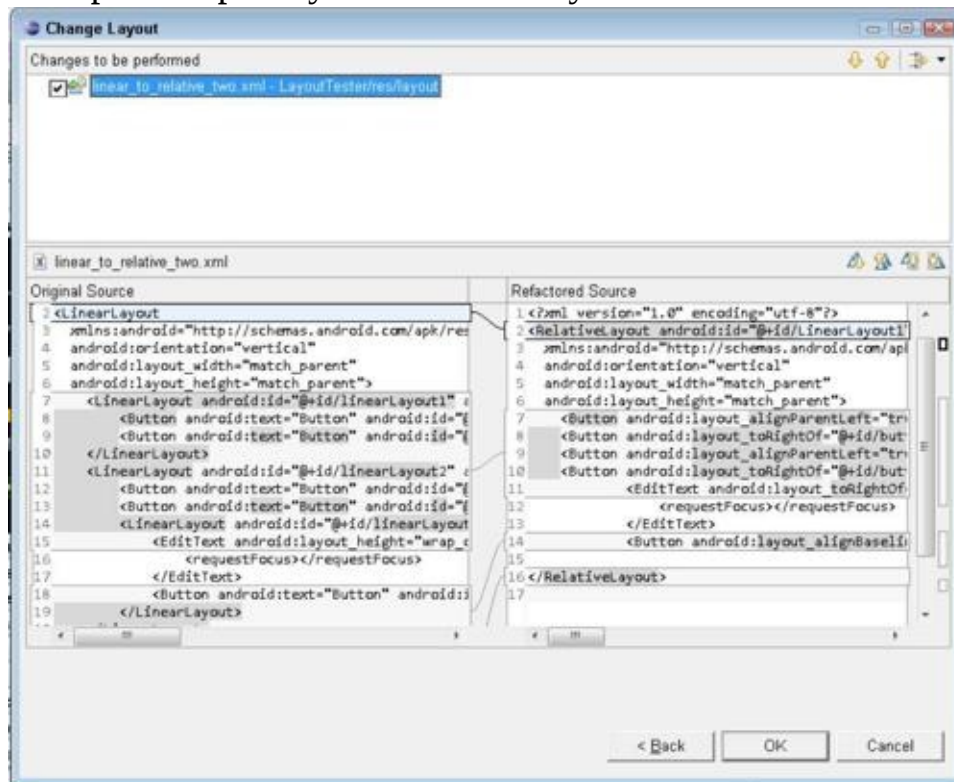 Change Layout
Changes to be performed
linear_to_relative_two.xml - LayoutTester/res/layout
linear_to_relative_two.xml
Original Source
2 <LinearLayout
3 xmlns:android="http://schemas.android.com/apk/res
4 android:orientation="vertical"
5 android:layout_width="match_parent"
6 android:layout_height="match_parent">
7 <LinearLayout android:id="@+id/linearLayout1"
8 <Button android:text="Button" android:id="
9 <Button android:text="Button" android:id="
10 </LinearLayout>
11 <LinearLayout android:id="@+id/linearLayout2"
12 <Button android:text="Button" android:id="
13 <Button android:text="Button" android:id="
14 <LinearLayout android:id="@+id/linearLayout
15 <EditText android:layout_height="wrap_
16 <requestFocus></requestFocus>
17 </EditText>
18 <Button android:text="Button" android:
19 </LinearLayout>
Refactored Source
1 <?xml version="1.0" encoding="utf-8"?>
2 <RelativeLayout android:id="@+id/LinearLayout1"
3 xmlns:android="http://schemas.android.com/ap
4 android:orientation="vertical"
5 android:layout_width="match_parent"
6 android:layout_height="match_parent">
7 <Button android:layout_alignParentLeft="tr
8 <Button android:layout_toRightOf="@+id/but
9 <Button android:layout_alignParentLeft="tr
10 <Button android:layout_toRightOf="@+id/but
11 <EditText android:layout_toRightOf
12 <requestFocus></requestFocus>
13 </EditText>
14 <Button android:layout_alignBaseli
15
16 </RelativeLayout>
17
< Back
OK
Cancel